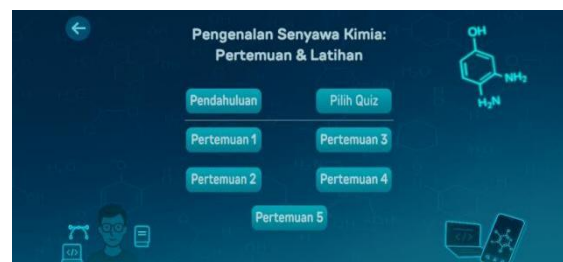 Pengenalan Senyawa Kimia:
Pertemuan & Latihan
OH
NH₂
H₂N
Pendahuluan
Pilih Quiz
Pertemuan 1
Pertemuan 3
Pertemuan 2
Pertemuan 4
Pertemuan 5